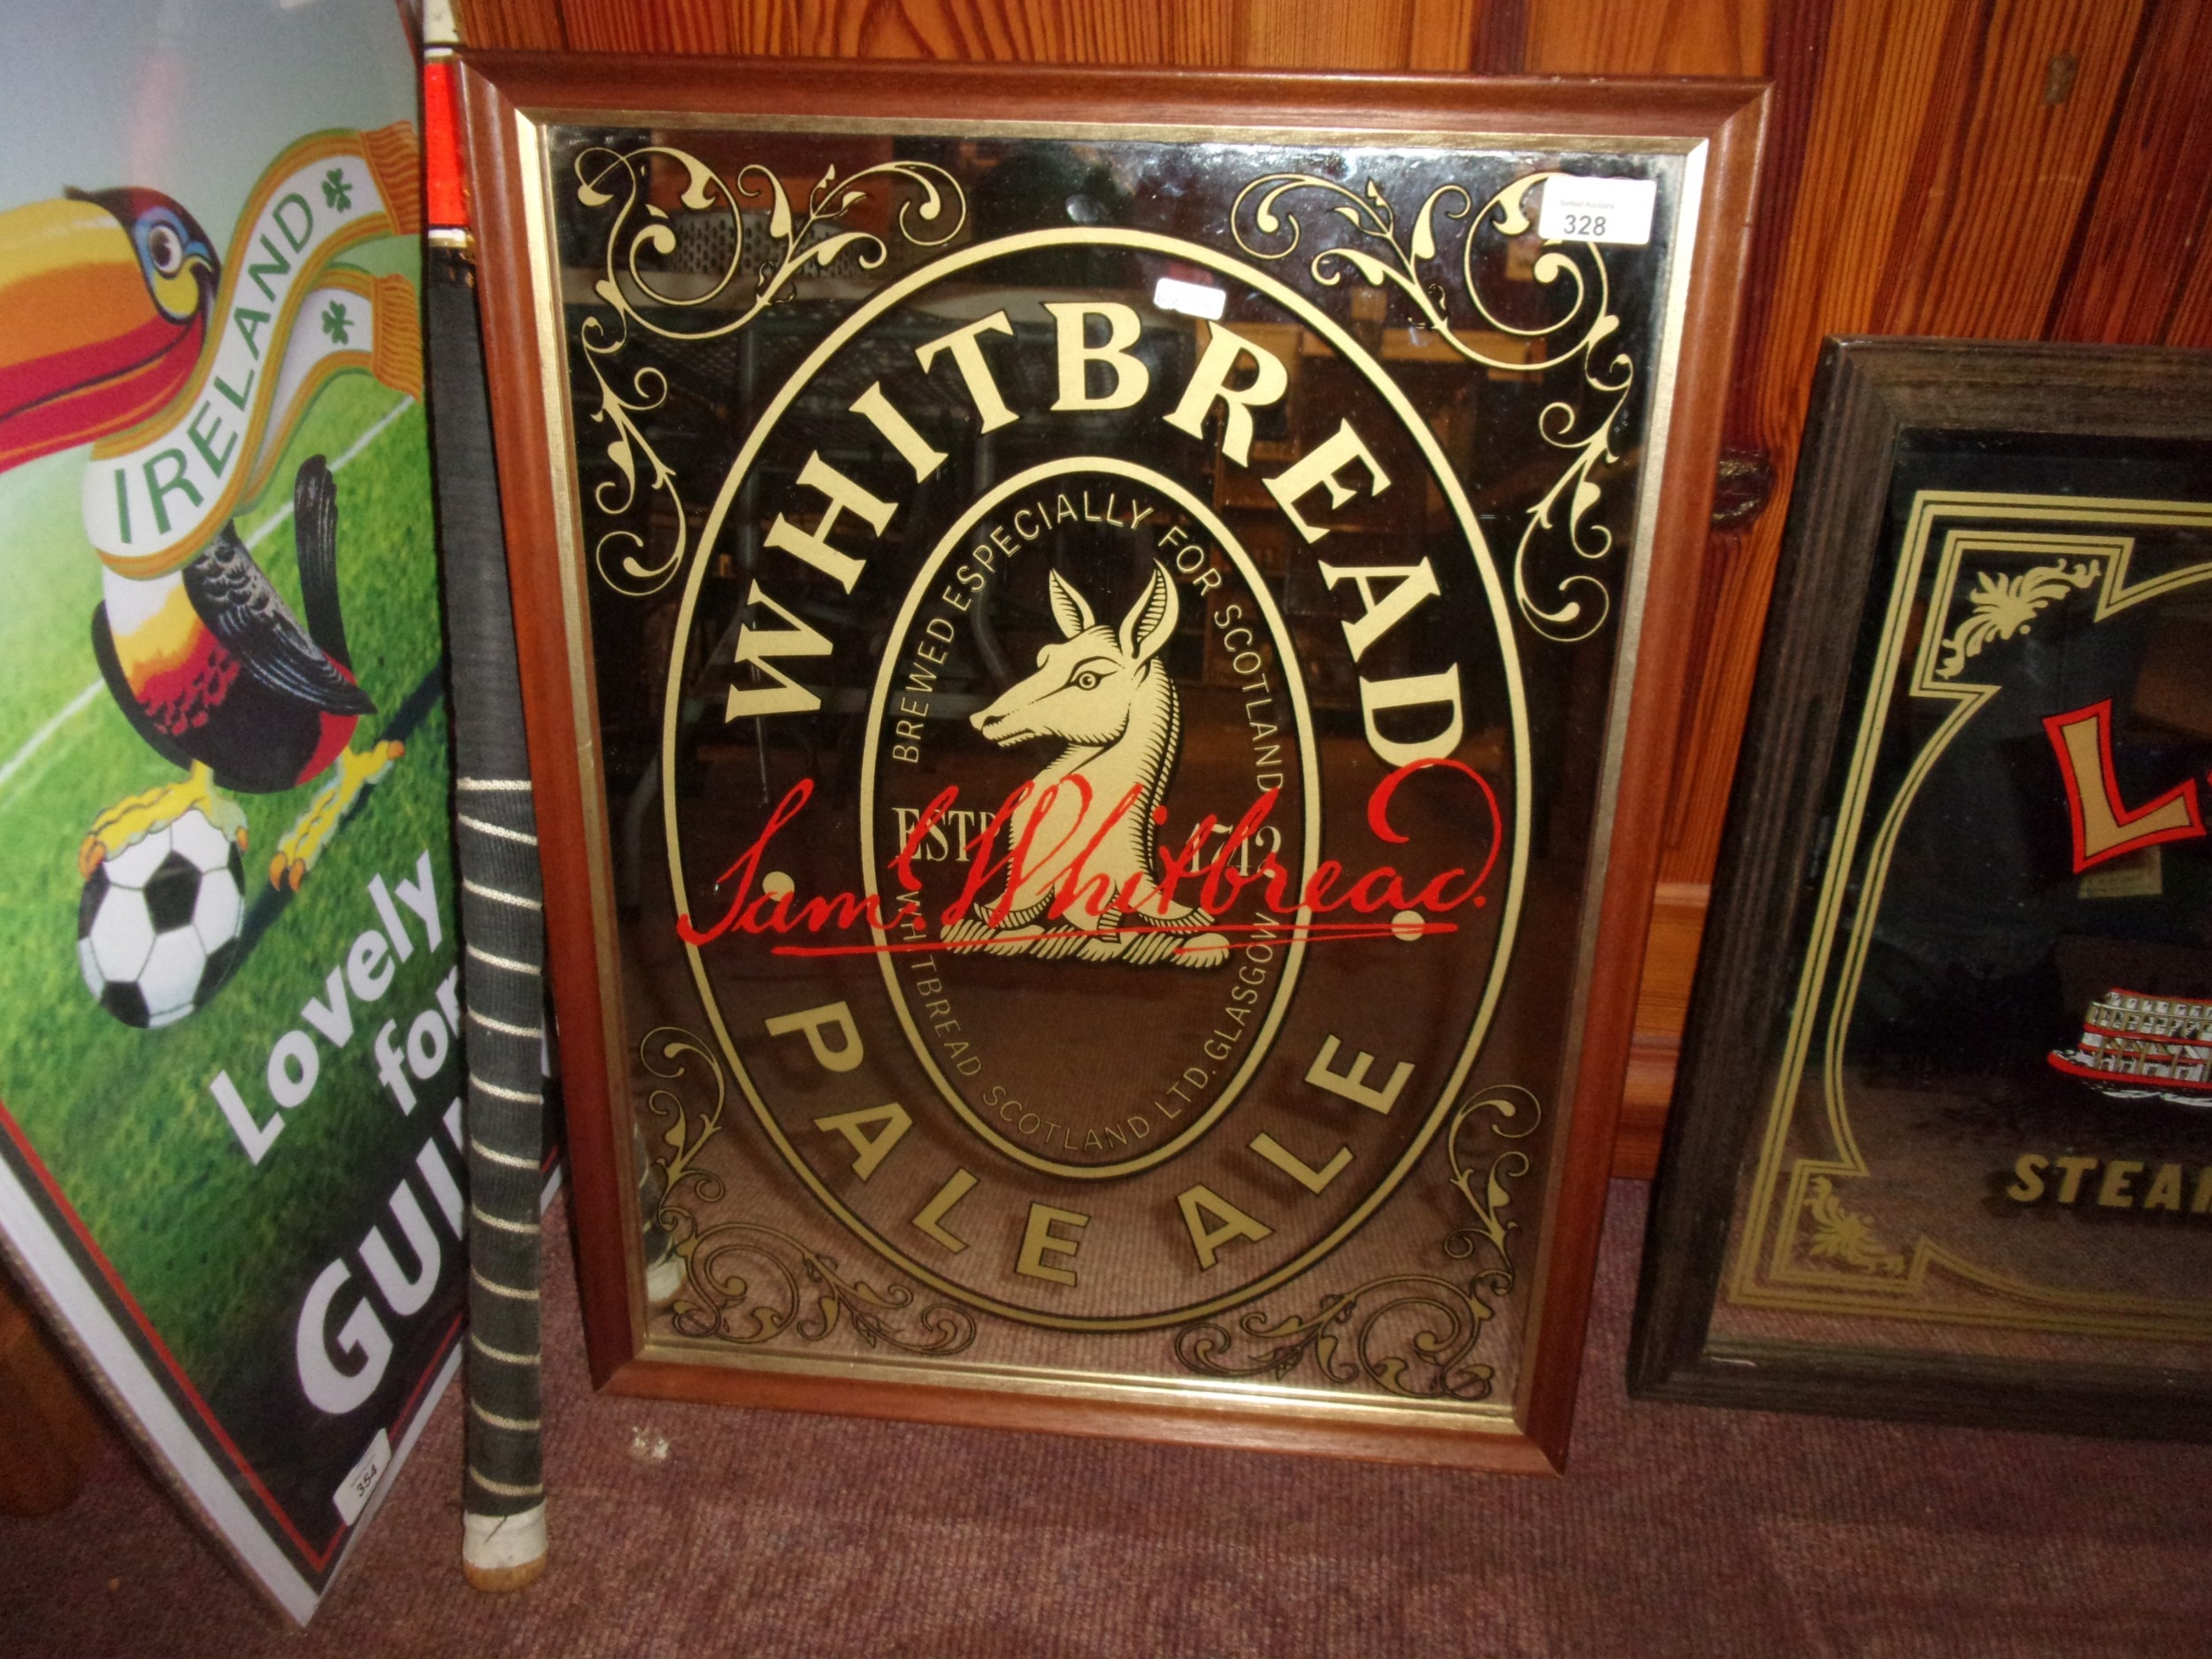 IRELAND
Lovely
for
GUI
354
328
WHITBREAD
BREWED ESPECIALLY FOR SCOTLAND
ESTD 1742
Saml Whitbread.
WHITBREAD SCOTLAND LTD. GLASGOW
PALE ALE
L
STEA